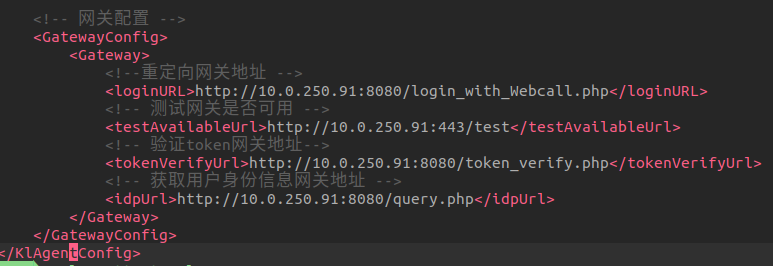 <!-- 网关配置 -->
<GatewayConfig>
<Gateway>
<!--重定向网关地址 -->
<loginURL>http://10.0.250.91:8080/login_with_Webcall.php</loginURL>
<!-- 测试网关是否可用 -->
<testAvailableUrl>http://10.0.250.91:443/test</testAvailableUrl>
<!-- 验证token网关地址-->
<tokenVerifyUrl>http://10.0.250.91:8080/token_verify.php</tokenVerifyUrl>
<!-- 获取用户身份信息网关地址 -->
<idpUrl>http://10.0.250.91:8080/query.php</idpUrl>
</Gateway>
</GatewayConfig>
</KlAgentConfig>